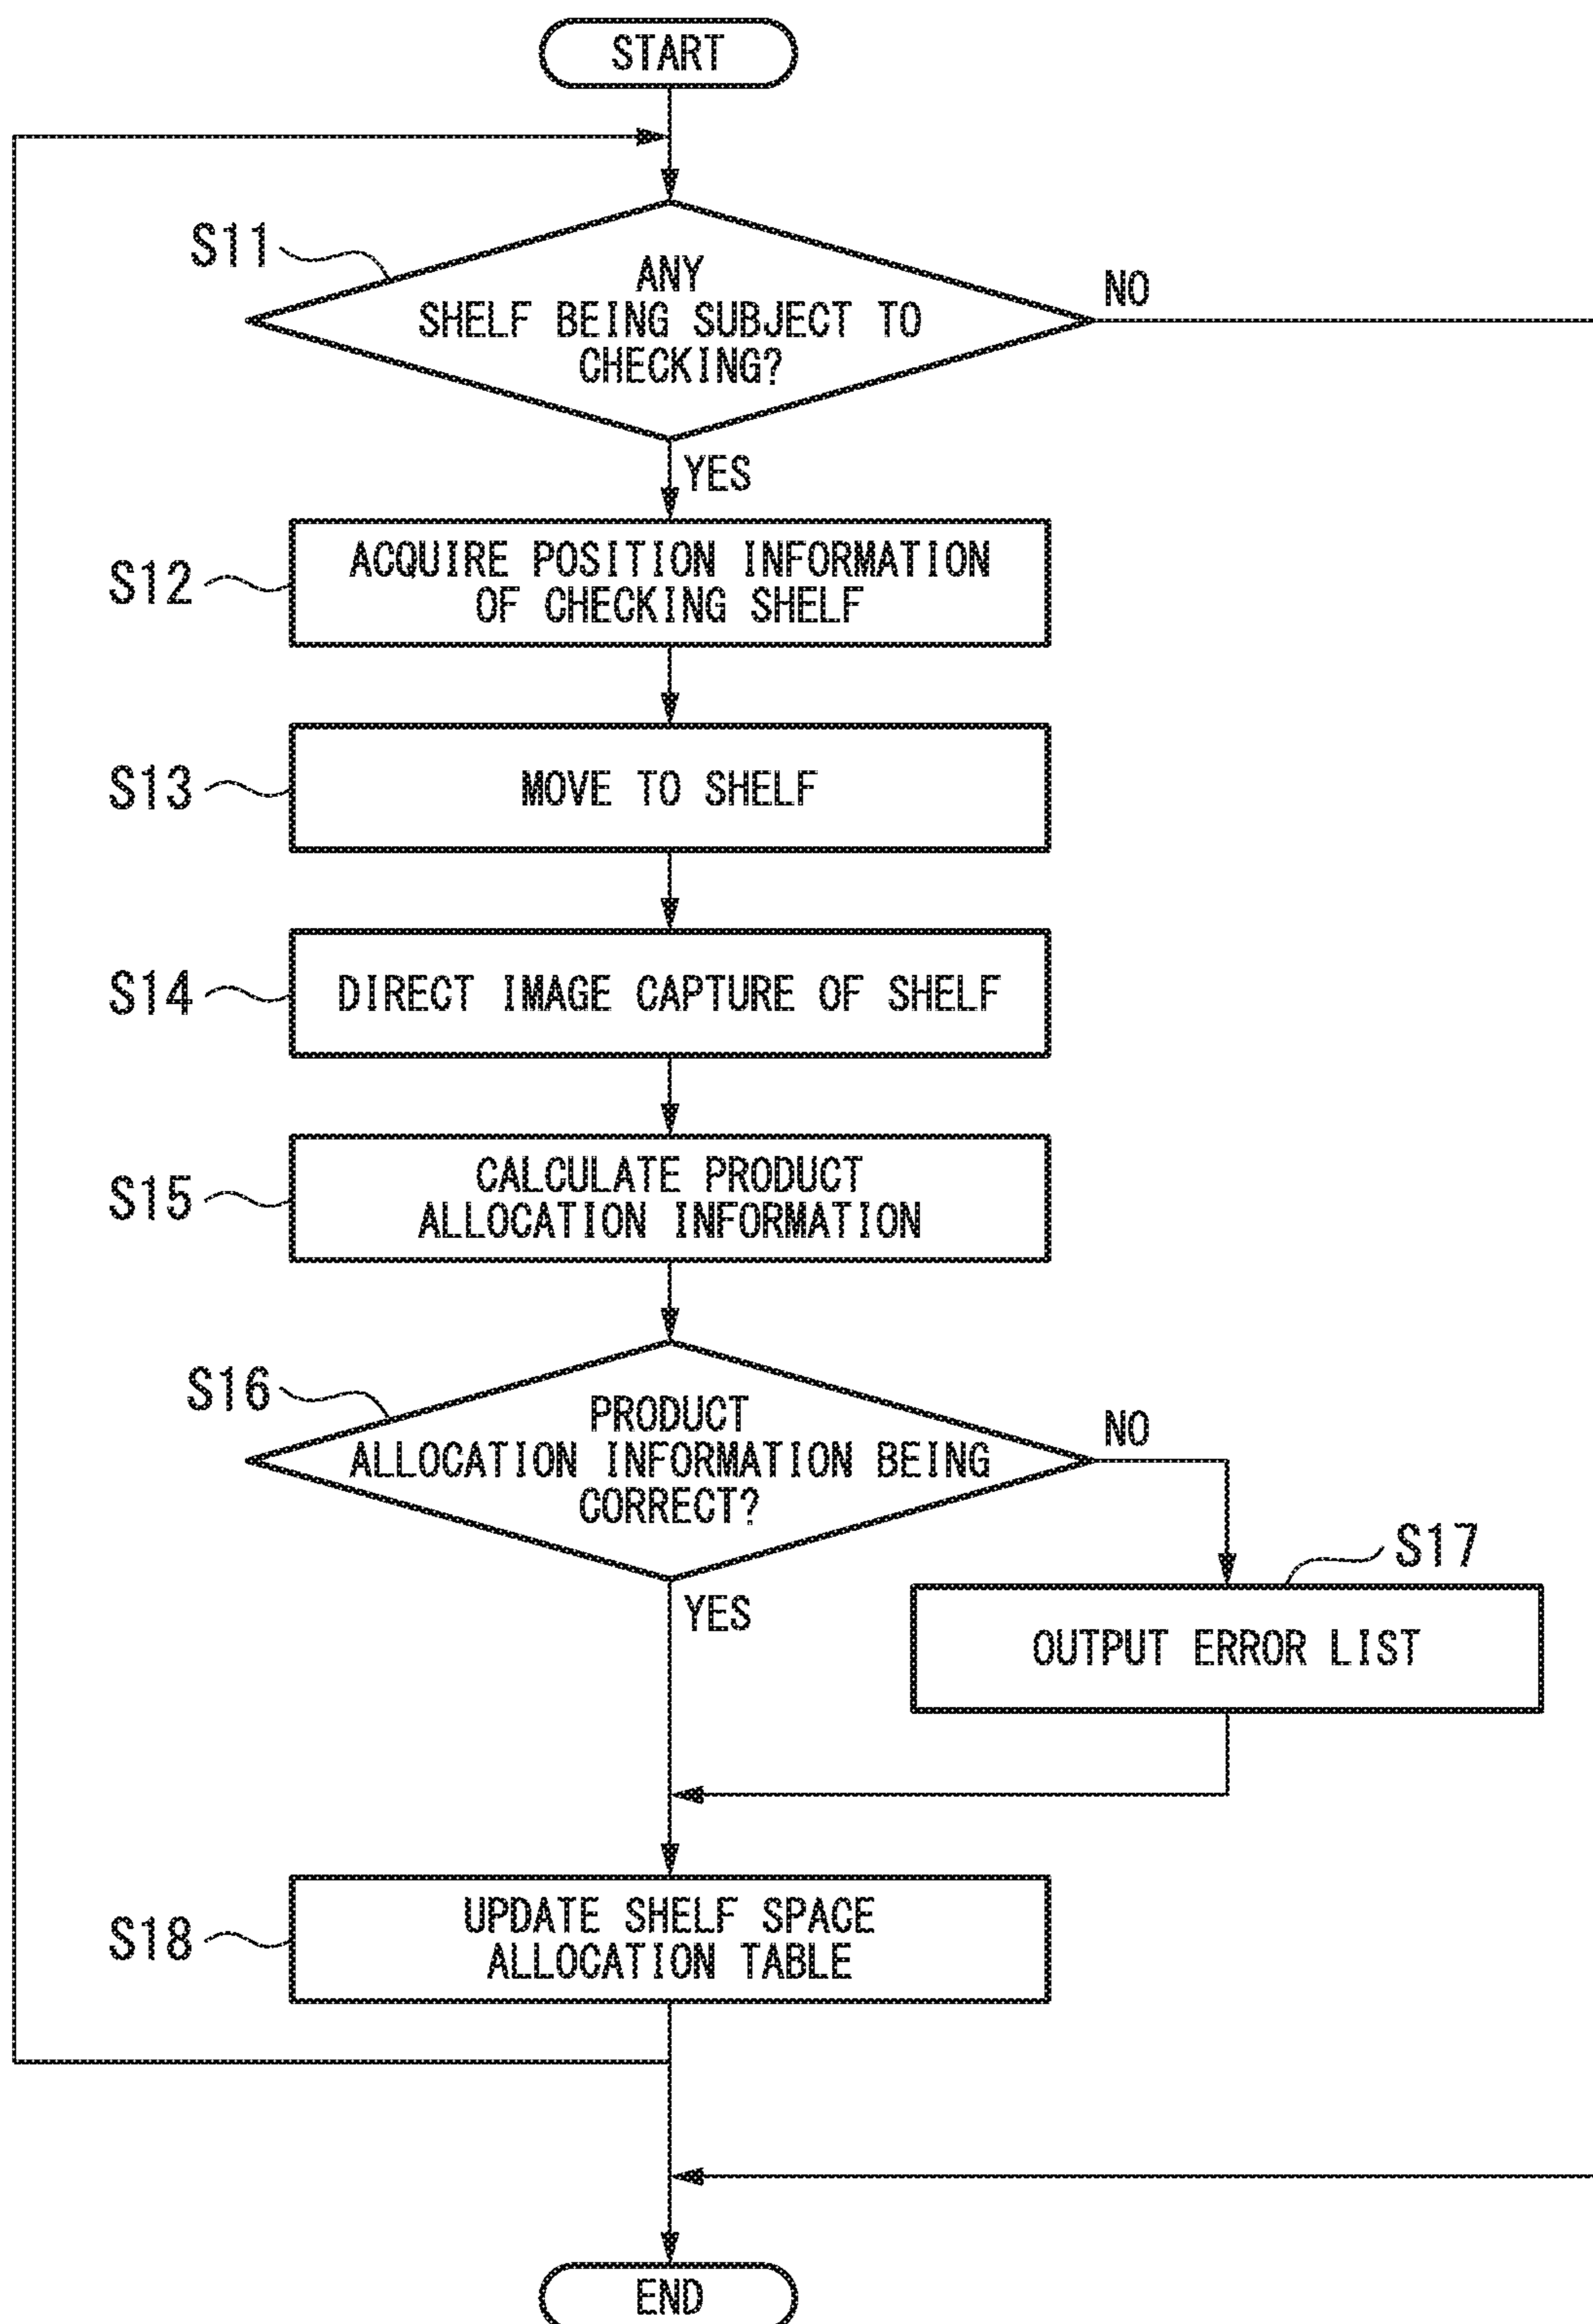 START
S11
ANY
SHELF BEING SUBJECT TO
CHECKING?
NO
YES
S12
ACQUIRE POSITION INFORMATION
OF CHECKING SHELF
S13
MOVE TO SHELF
S14
DIRECT IMAGE CAPTURE OF SHELF
S15
CALCULATE PRODUCT
ALLOCATION INFORMATION
S16
PRODUCT
ALLOCATION INFORMATION BEING
CORRECT?
NO
YES
S17
OUTPUT ERROR LIST
S18
UPDATE SHELF SPACE
ALLOCATION TABLE
END